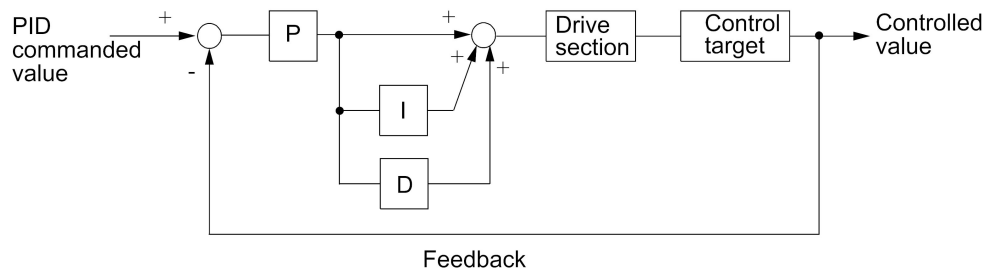 PID
commanded
value
+
-
P
+
+
+
I
D
Drive
section
Control
target
Controlled
value
Feedback